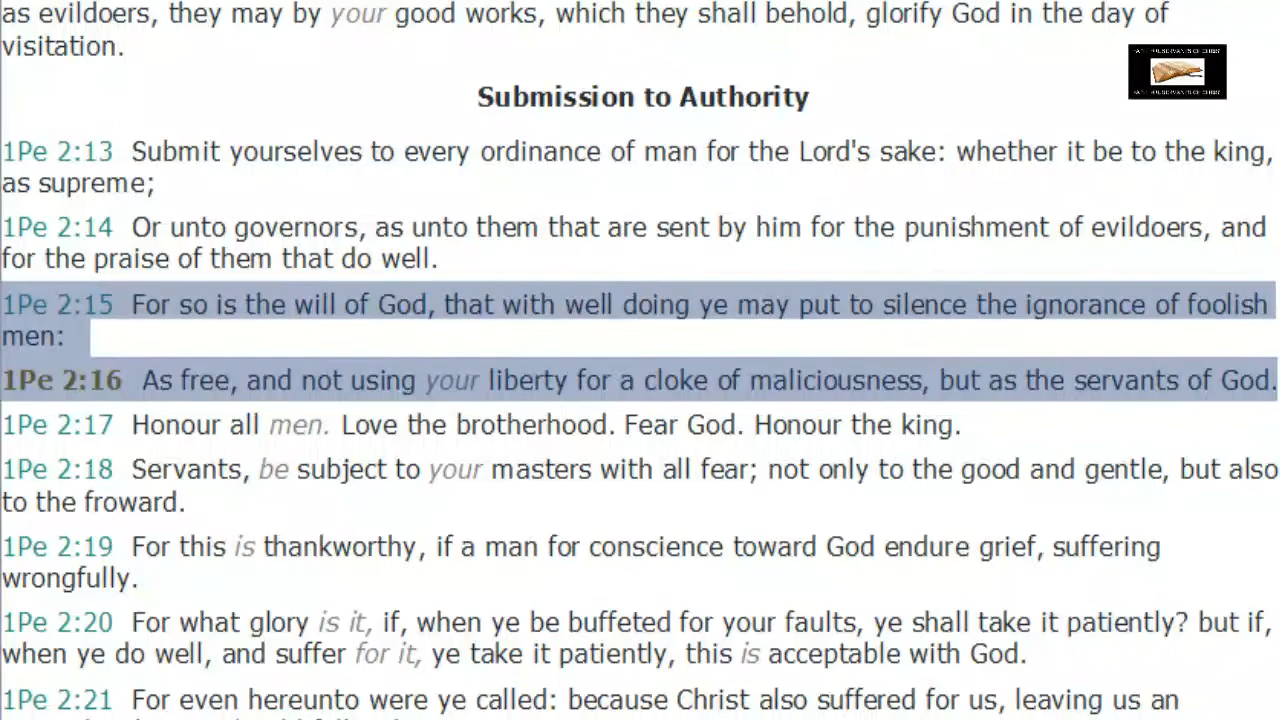 as evildoers, they may by your good works, which they shall behold, glorify God in the day of
visitation.
Submission to Authority
1Pe 2:13 Submit yourselves to every ordinance of man for the Lord's sake: whether it be to the king,
as supreme;
1Pe 2:14 Or unto governors, as unto them that are sent by him for the punishment of evildoers, and
for the praise of them that do well.
1Pe 2:15 For so is the will of God, that with well doing ye may put to silence the ignorance of foolish
men:
1Pe 2:16 As free, and not using your liberty for a cloke of maliciousness, but as the servants of God.
1Pe 2:17 Honour all men. Love the brotherhood. Fear God. Honour the king.
1Pe 2:18 Servants, be subject to your masters with all fear; not only to the good and gentle, but also
to the froward.
1Pe 2:19 For this is thankworthy, if a man for conscience toward God endure grief, suffering
wrongfully.
1Pe 2:20 For what glory is it, if, when ye be buffeted for your faults, ye shall take it patiently? but if,
when ye do well, and suffer for it, ye take it patiently, this is acceptable with God.
1Pe 2:21 For even hereunto were ye called: because Christ also suffered for us, leaving us an